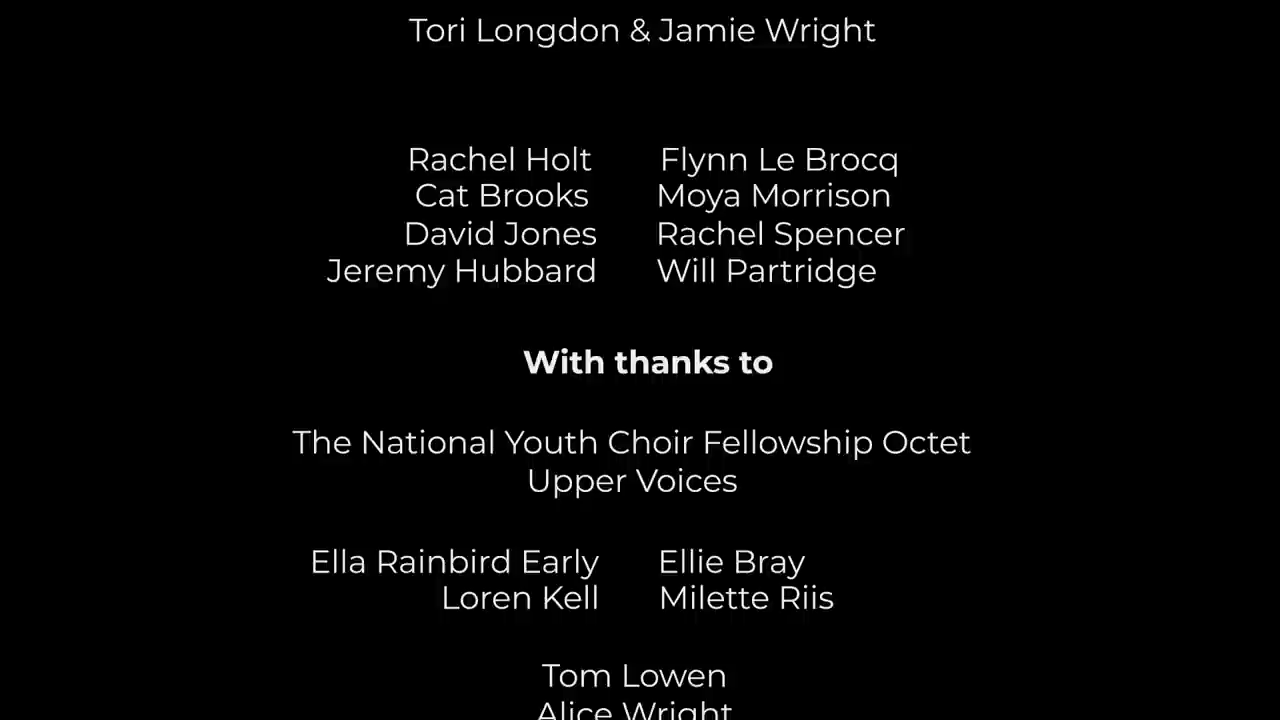 Tori Longdon & Jamie Wright
Rachel Holt Flynn Le Brocq
Cat Brooks Moya Morrison
David Jones Rachel Spencer
Jeremy Hubbard Will Partridge
With thanks to
The National Youth Choir Fellowship Octet
Upper Voices
Ella Rainbird Early Ellie Bray
Loren Kell Milette Riis
Tom Lowen
Alice Wright